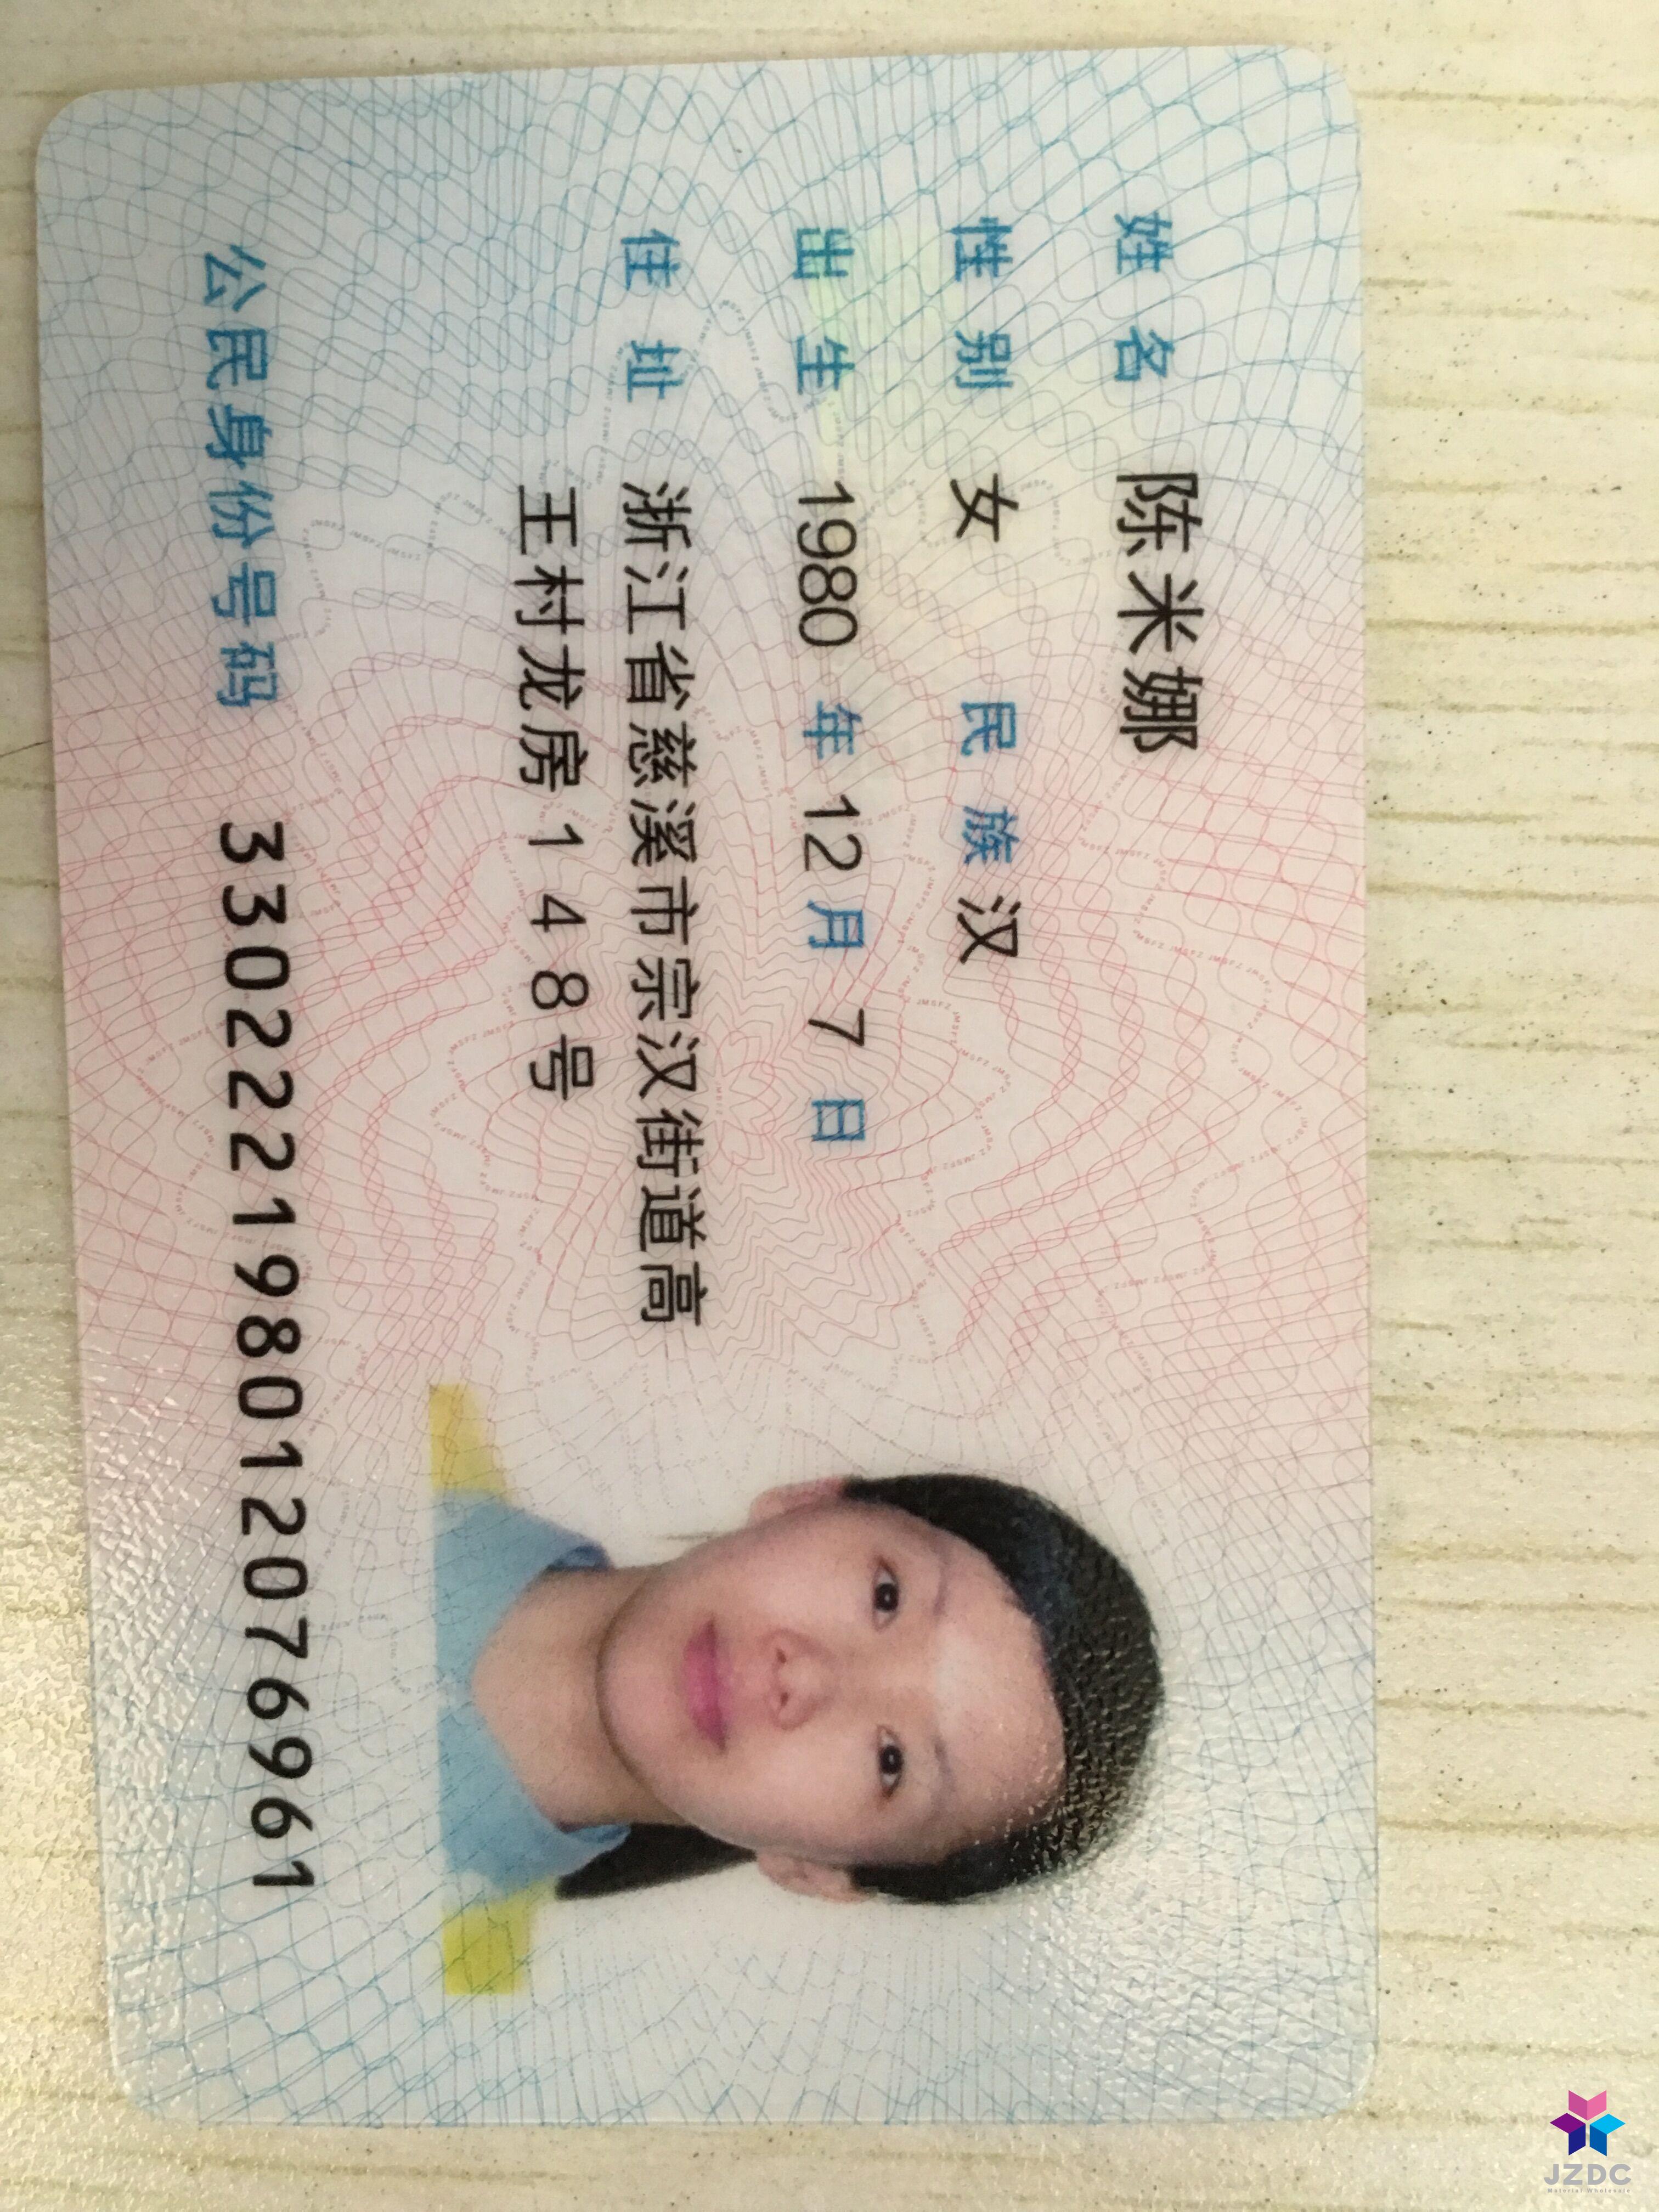 姓名 陈米娜
性别 女 民族 汉
出生 1980 年 12 月 7 日
住址 浙江省慈溪市宗汉街道高
王村龙房148号
公民身份号码 330222198012076961
JZDC
Material Wholesale